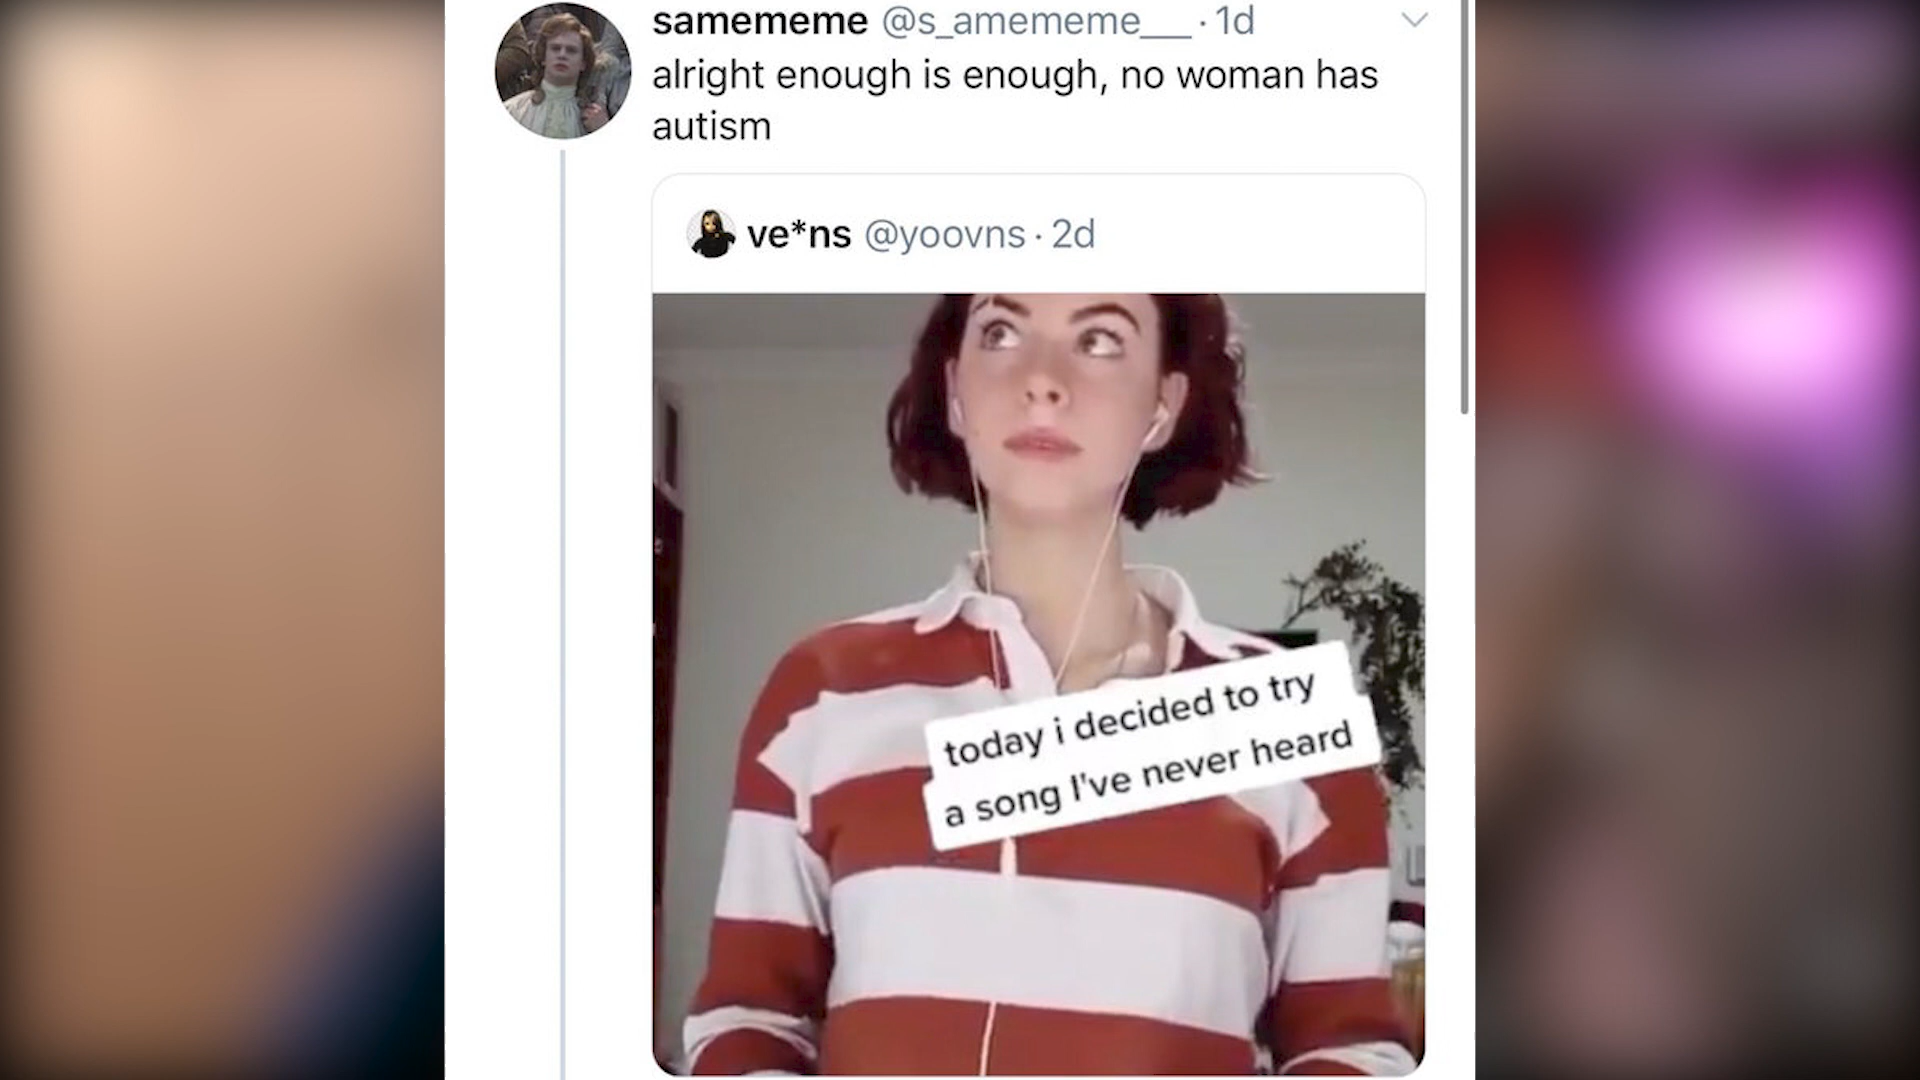 samememe @s_amememe___ · 1d
alright enough is enough, no woman has
autism
ve*ns @yoovns · 2d
today i decided to try
a song I've never heard